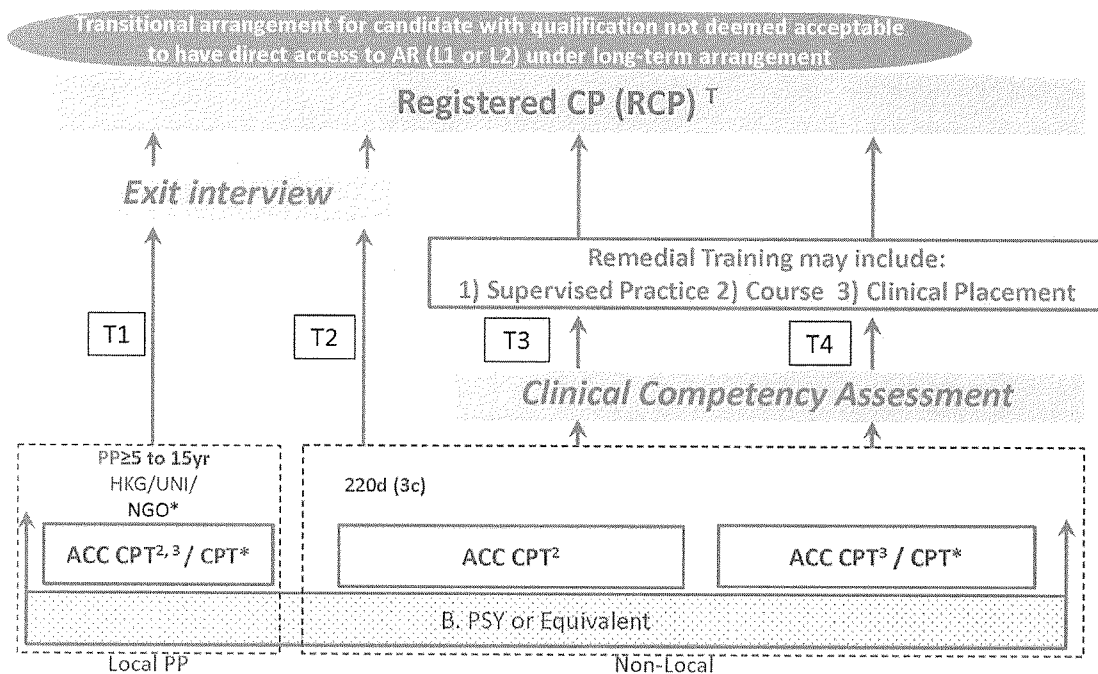 Transitional arrangement for candidate with qualification not deemed acceptable
to have direct access to AR (L1 or L2) under long-term arrangement
Registered CP (RCP) T
Exit interview
Remedial Training may include:
1) Supervised Practice 2) Course 3) Clinical Placement
T1
T2
T3
T4
Clinical Competency Assessment
PP≥5 to 15yr
HKG/UNI/
NGO*
220d (3c)
ACC CPT2, 3 / CPT*
ACC CPT2
ACC CPT3 / CPT*
B. PSY or Equivalent
Local PP
Non-Local